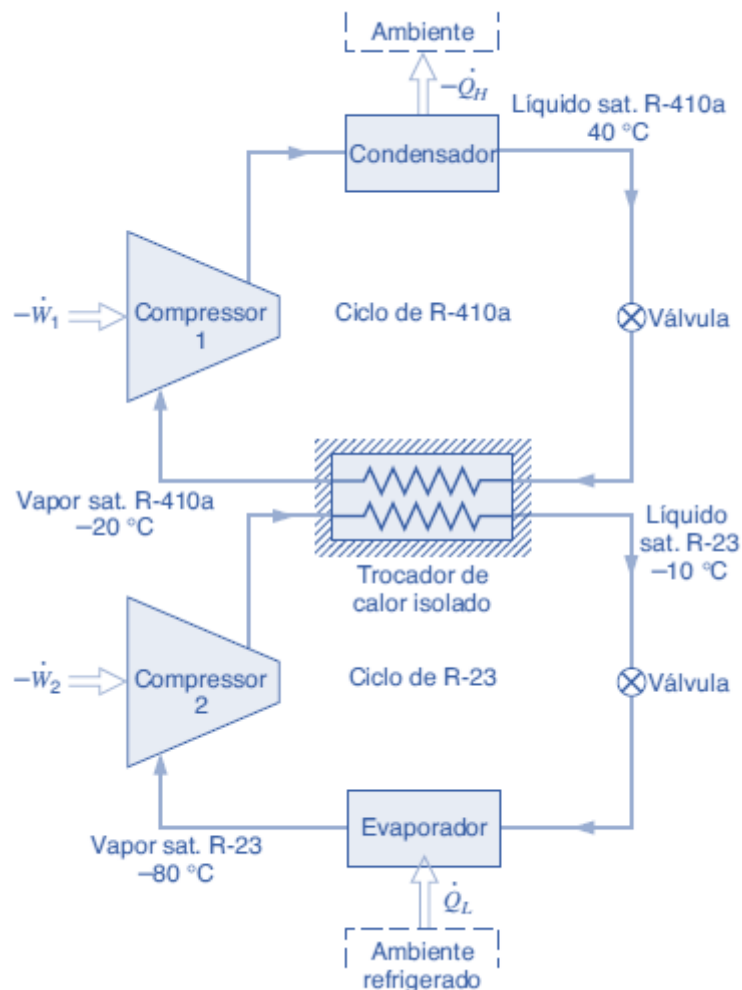 Ambiente
−Q̇_H
Líquido sat. R-410a
40 °C
Condensador
−Ẇ₁
Compressor
1
Ciclo de R-410a
Válvula
Vapor sat. R-410a
−20 °C
Líquido
sat. R-23
−10 °C
Trocador de
calor isolado
−Ẇ₂
Compressor
2
Ciclo de R-23
Válvula
Vapor sat. R-23
−80 °C
Evaporador
Q̇_L
Ambiente
refrigerado